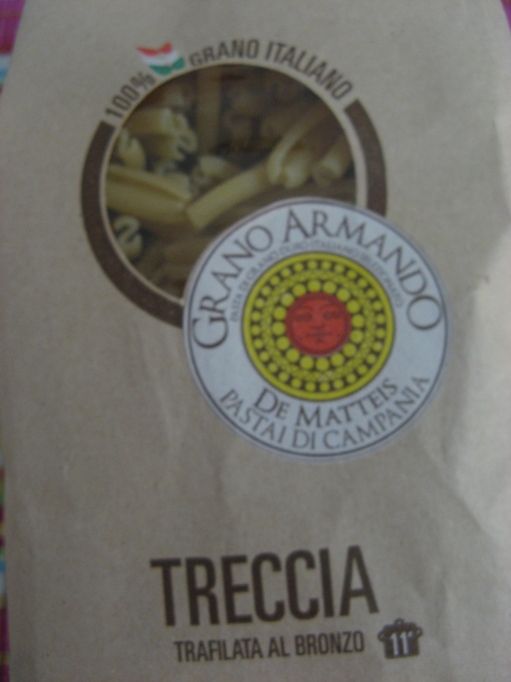 100% GRANO ITALIANO
GRANO ARMANDO
DE MATTEIS
PASTAI DI CAMPANIA
TRECCIA
TRAFILATA AL BRONZO
11'